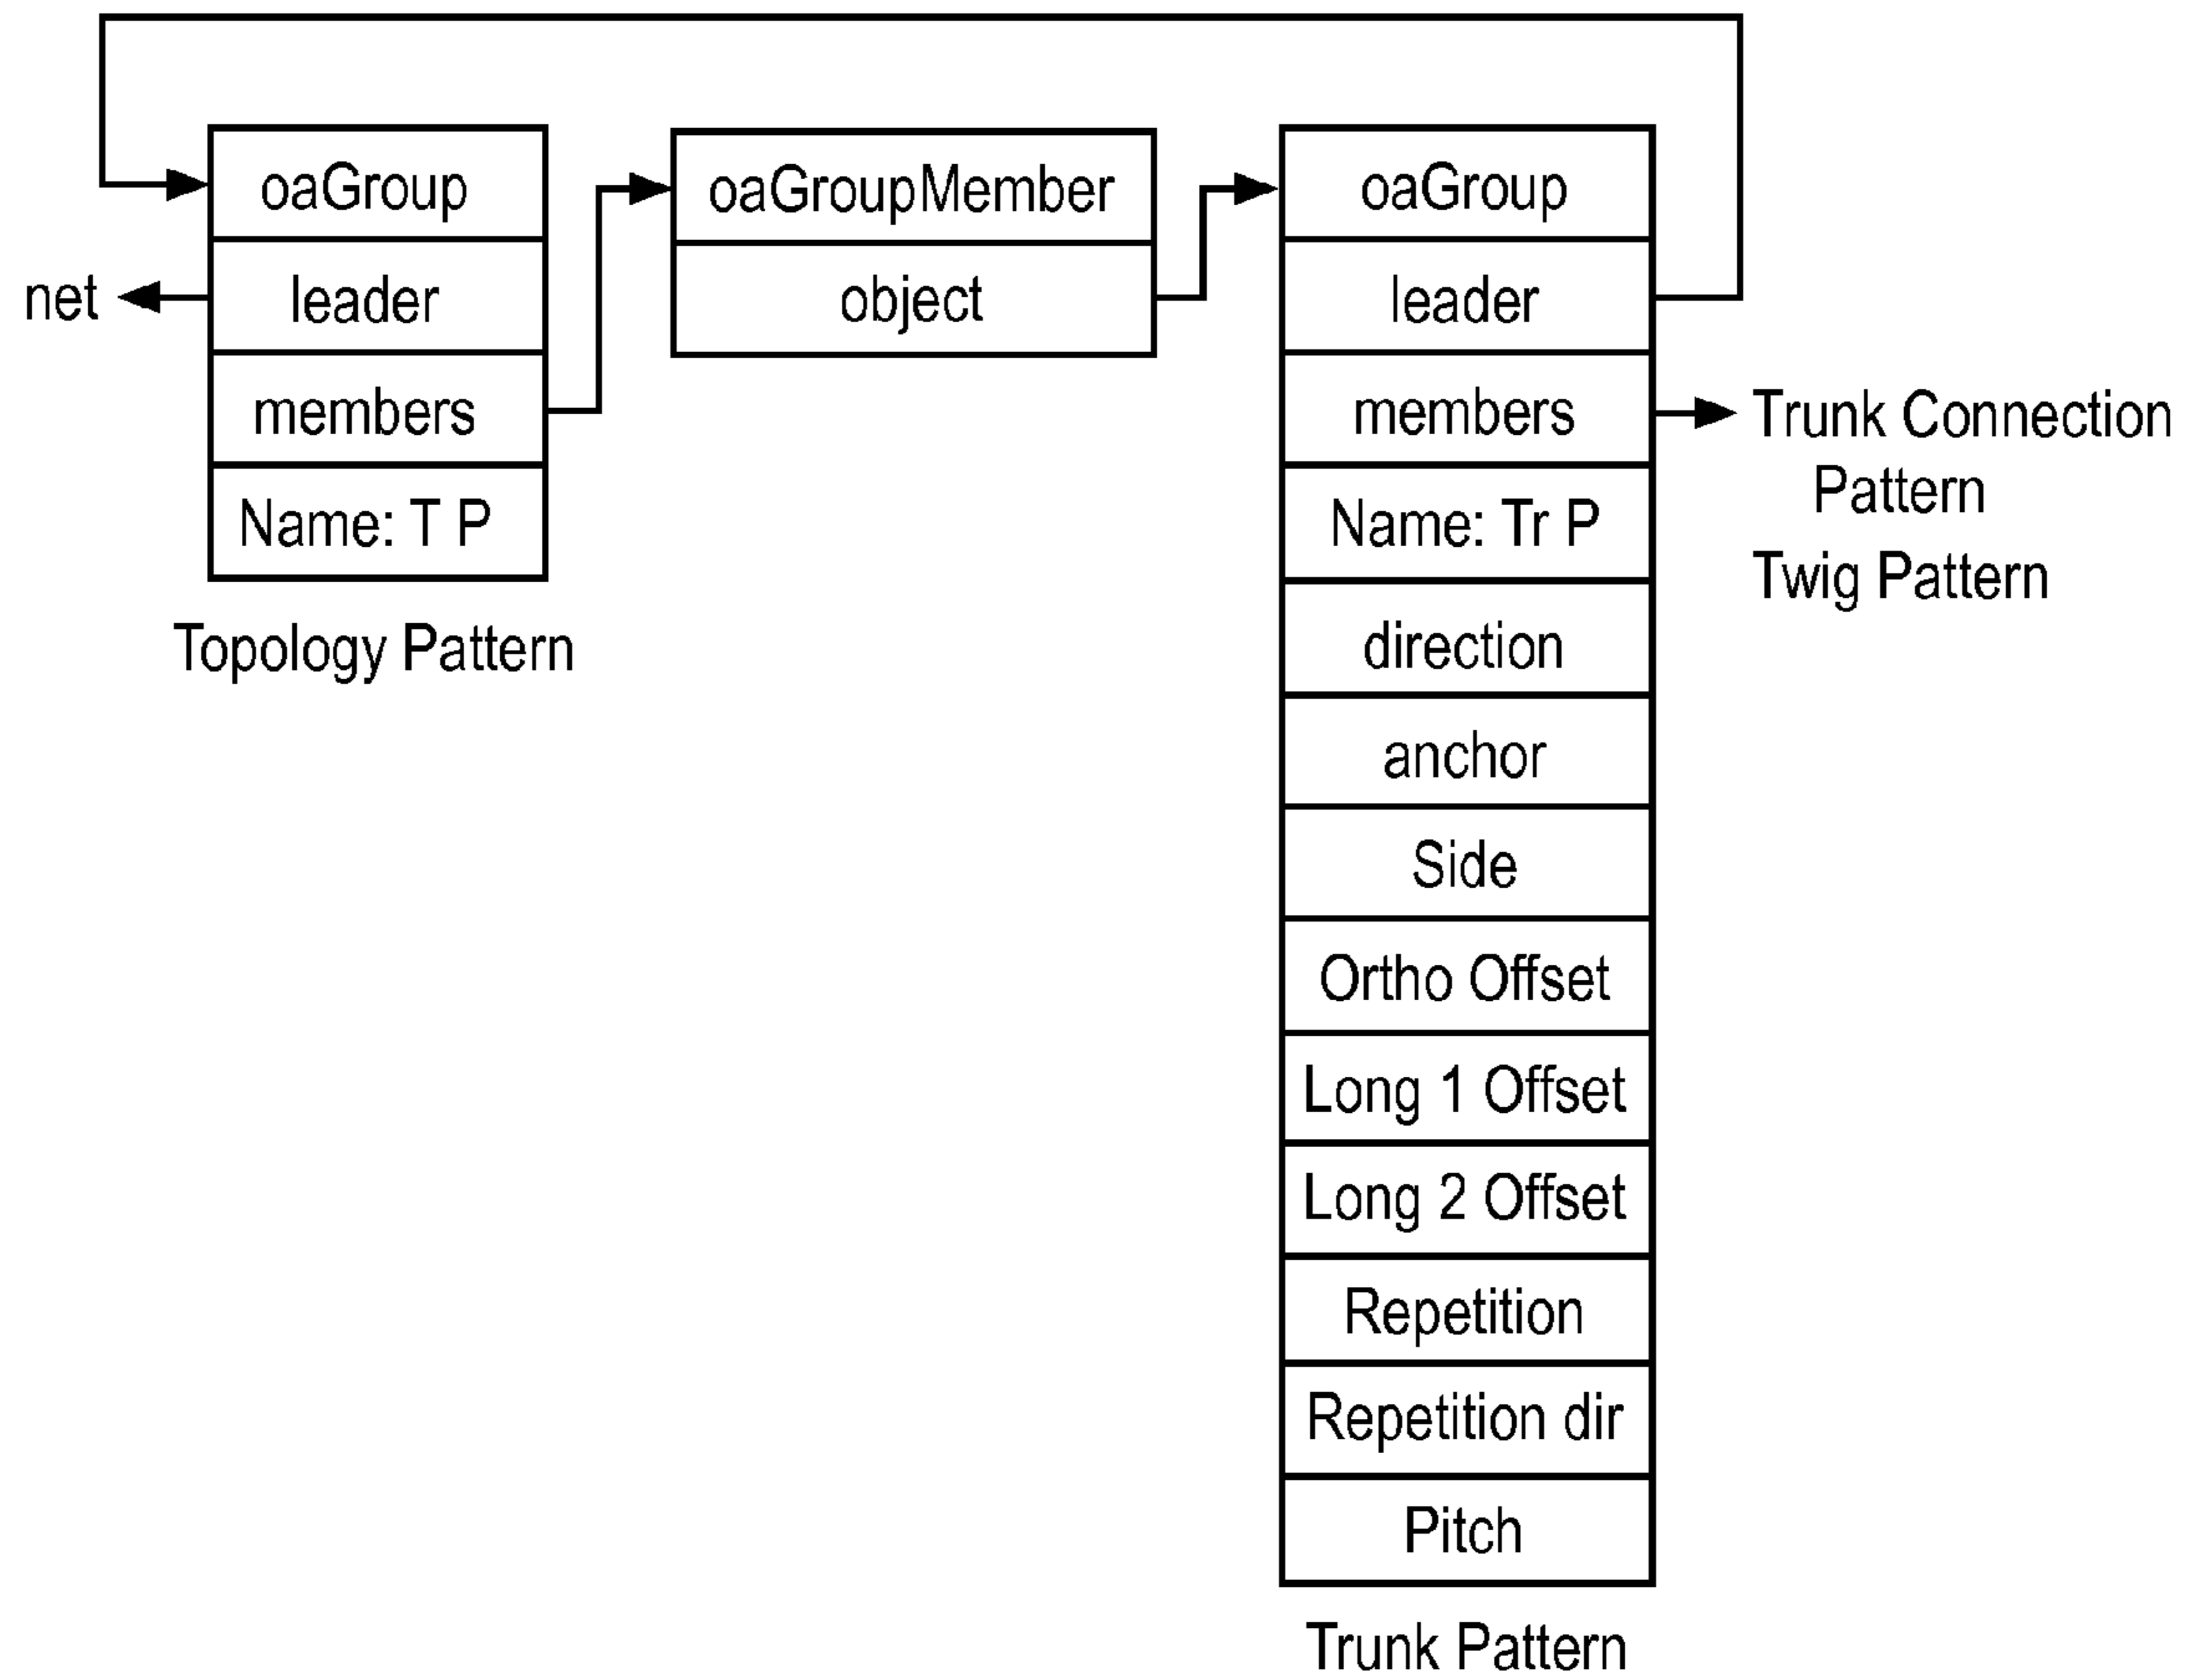 net
oaGroup
leader
members
Name: T P
Topology Pattern
oaGroupMember
object
oaGroup
leader
members
Name: Tr P
direction
anchor
Side
Ortho Offset
Long 1 Offset
Long 2 Offset
Repetition
Repetition dir
Pitch
Trunk Pattern
Trunk Connection
Pattern
Twig Pattern